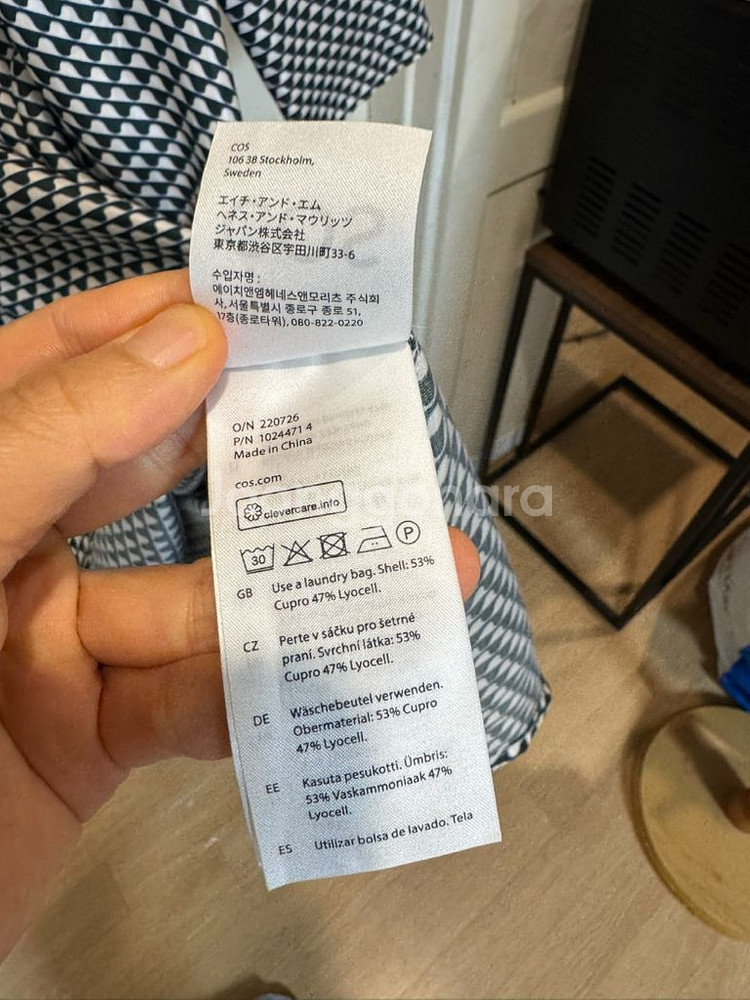 COS
106 38 Stockholm,
Sweden
エイチ・アンド・エム
ヘネス・アンド・マウリッツ
ジャパン株式会社
東京都渋谷区宇田川町33-6
수입자명 :
에이치앤엠헤네스앤모리츠 주식회
사, 서울특별시 종로구 종로 51,
17층(종로타워), 080-822-0220
O/N 220726
P/N 1024471 4
Made in China
cos.com
clevercare.info
30
P
GB Use a laundry bag. Shell: 53%
Cupro 47% Lyocell.
CZ Perte v sáčku pro šetrné
praní. Svrchní látka: 53%
Cupro 47% Lyocell.
DE Wäschebeutel verwenden.
Obermaterial: 53% Cupro
47% Lyocell.
EE Kasuta pesukotti. Ümbris:
53% Vaskammoniaak 47%
Lyocell.
ES Utilizar bolsa de lavado. Tela